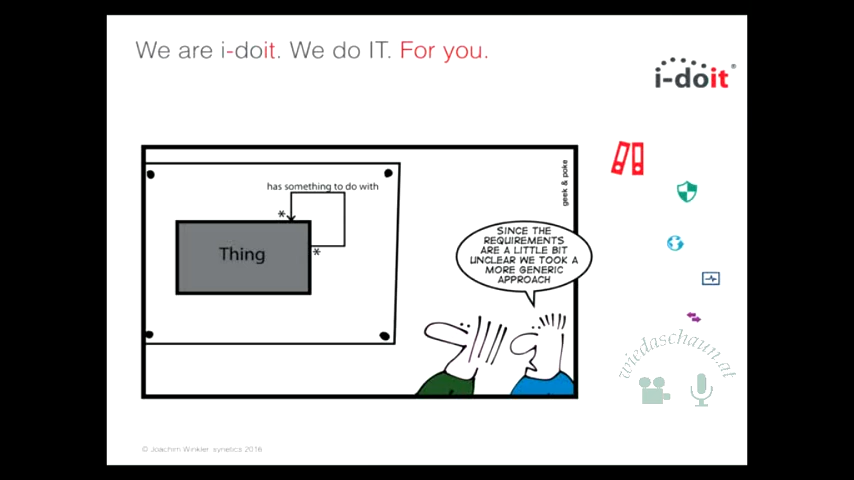 We are i-doit. We do IT. For you.
i-doit®
geek & poke
has something to do with
*
Thing
*
SINCE THE
REQUIREMENTS
ARE A LITTLE BIT
UNCLEAR WE TOOK A
MORE GENERIC
APPROACH
wiedaschaun.at
© Joachim Winkler synetics 2016